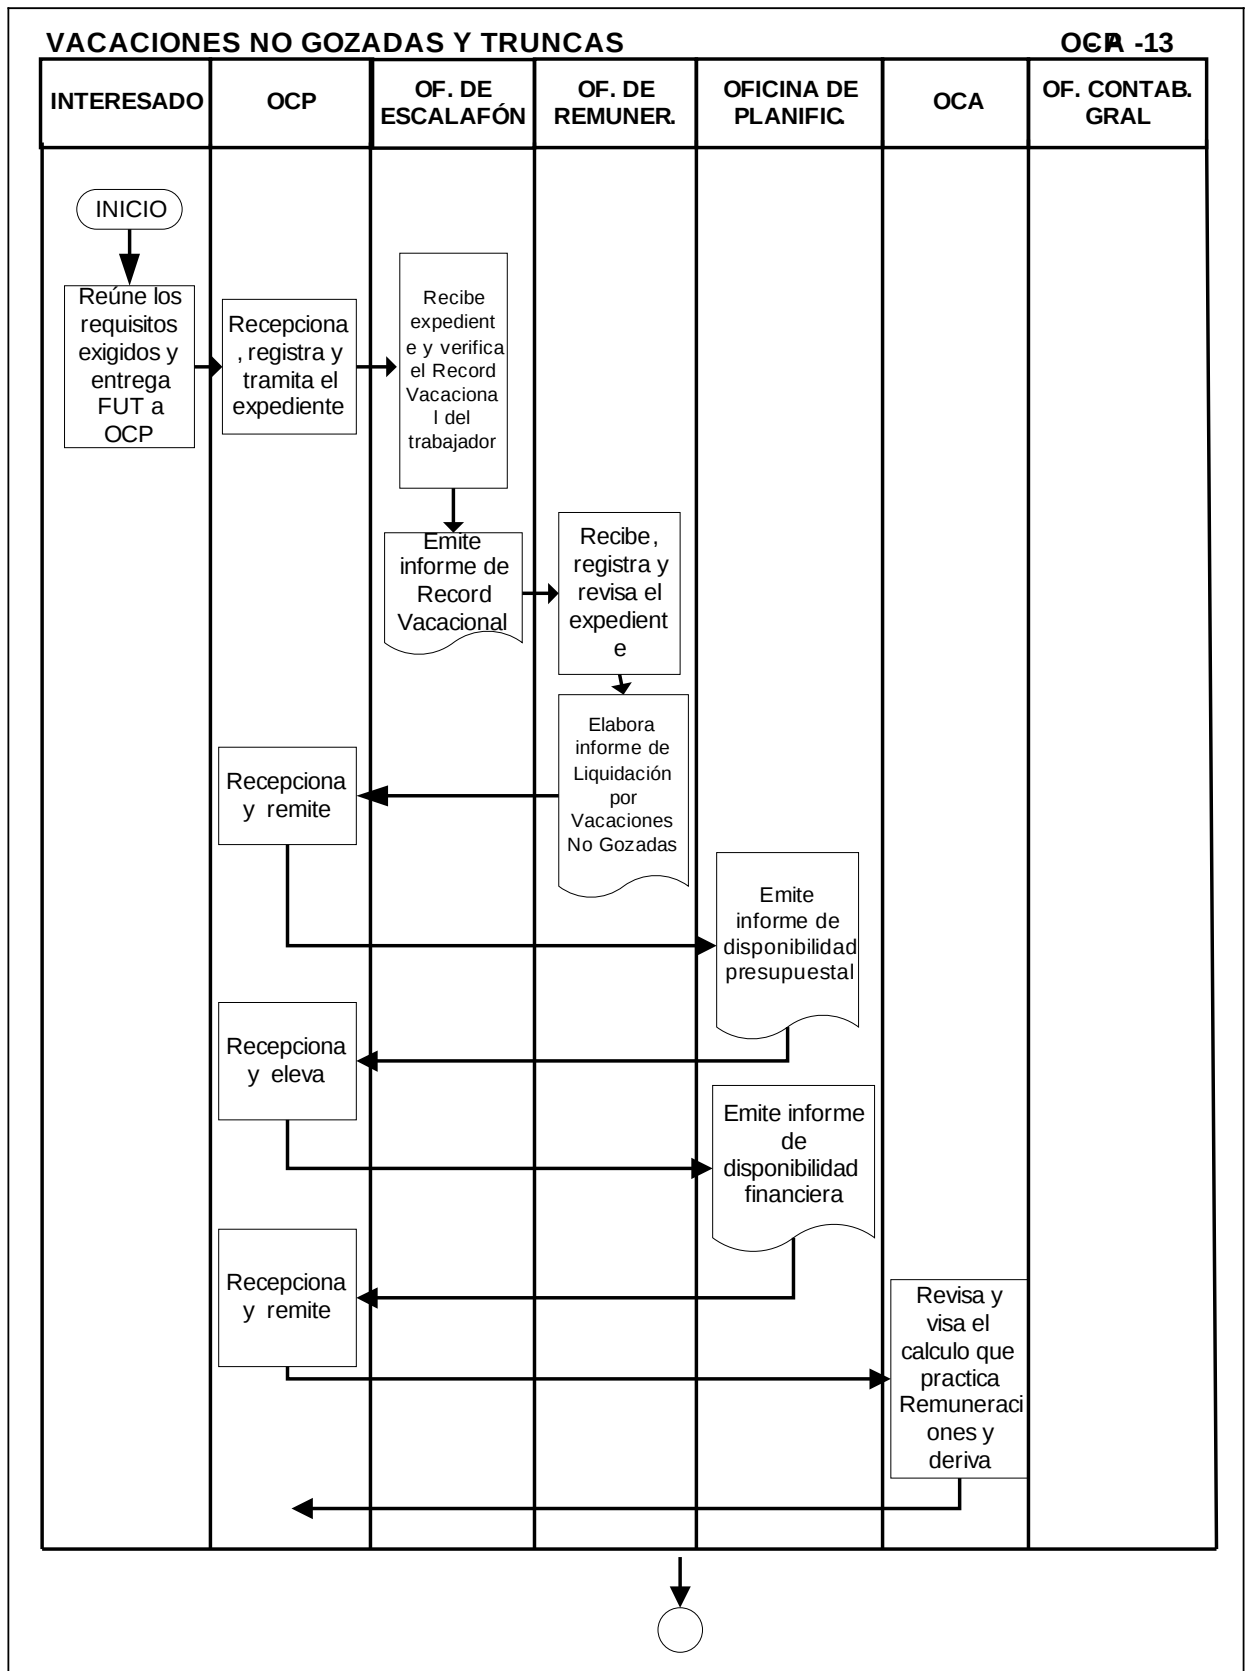 VACACIONES NO GOZADAS Y TRUNCAS
-13
INTERESADO
OCP
OF. DE
ESCALAFÓN
OF. DE
REMUNER.
OFICINA DE
PLANIFIC.
OCA
OF. CONTAB.
GRAL
INICIO
Reúne los
requisitos
exigidos y
entrega
FUT a
OCP
Recepciona
, registra y
tramita el
expediente
Recibe
expedient
e y verifica
el Record
Vacaciona
l del
trabajador
Emite
informe de
Record
Vacacional
Recibe,
registra y
revisa el
expedient
e
Elabora
informe de
Liquidación
por
Vacaciones
No Gozadas
Recepciona
y remite
Emite
informe de
disponibilidad
presupuestal
Recepciona
y eleva
Emite informe
de
disponibilidad
financiera
Recepciona
y remite
Revisa y
visa el
calculo que
practica
Remuneraci
ones y
deriva